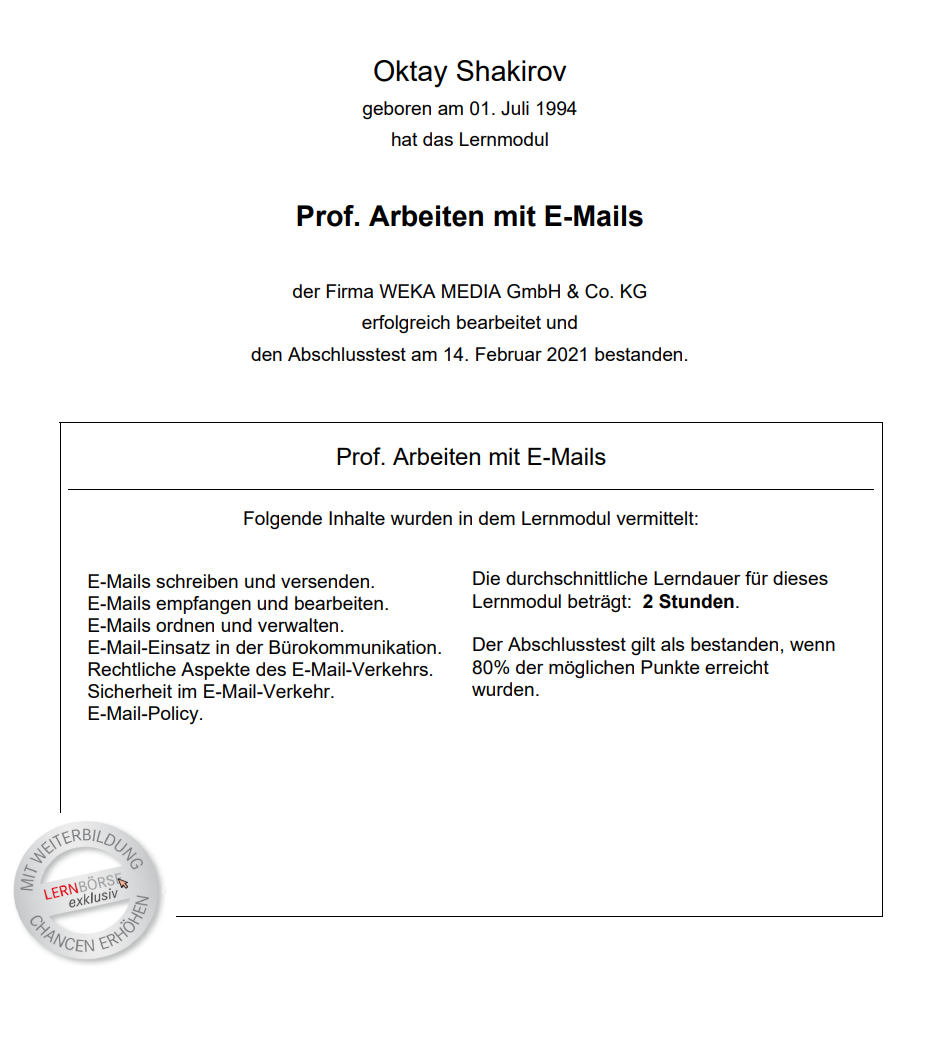 Oktay Shakirov
geboren am 01. Juli 1994
hat das Lernmodul
Prof. Arbeiten mit E-Mails
der Firma WEKA MEDIA GmbH & Co. KG
erfolgreich bearbeitet und
den Abschlusstest am 14. Februar 2021 bestanden.
Prof. Arbeiten mit E-Mails
Folgende Inhalte wurden in dem Lernmodul vermittelt:
E-Mails schreiben und versenden.
E-Mails empfangen und bearbeiten.
E-Mails ordnen und verwalten.
E-Mail-Einsatz in der Bürokommunikation.
Rechtliche Aspekte des E-Mail-Verkehrs.
Sicherheit im E-Mail-Verkehr.
E-Mail-Policy.
Die durchschnittliche Lerndauer für dieses
Lernmodul beträgt:  2 Stunden.
Der Abschlusstest gilt als bestanden, wenn
80% der möglichen Punkte erreicht
wurden.
MIT WEITERBILDUNG
LERNBÖRSE
exklusiv
CHANCEN ERHÖHEN